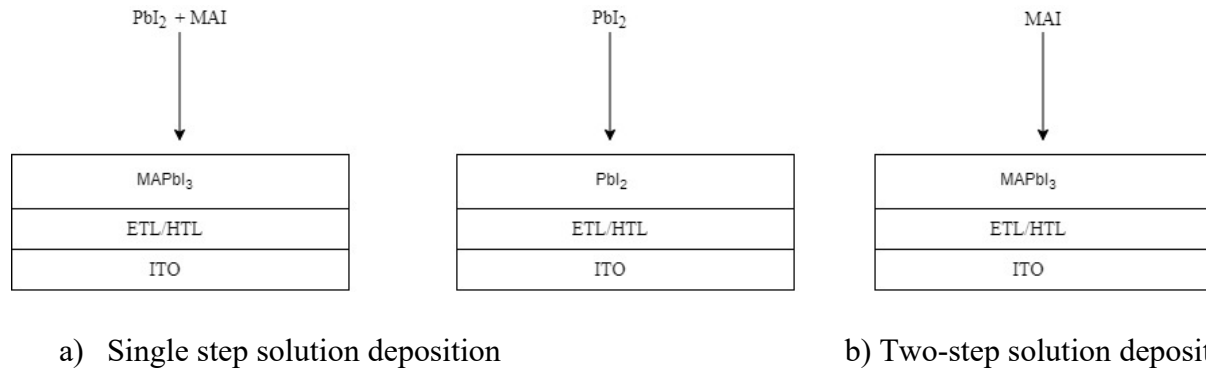 PbI₂ + MAI
PbI₂
MAI
MAPbI₃
PbI₂
MAPbI₃
ETL/HTL
ETL/HTL
ETL/HTL
ITO
ITO
ITO
a) Single step solution deposition
b) Two-step solution deposit